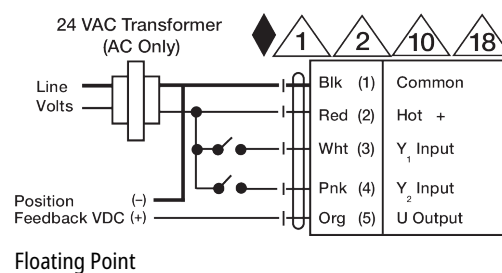 24 VAC Transformer
(AC Only)
1 2 10 18
Line
Volts
Blk (1) Common
Red (2) Hot +
Wht (3) Y1 Input
Pnk (4) Y2 Input
Org (5) U Output
Position (–)
Feedback VDC (+)
Floating Point